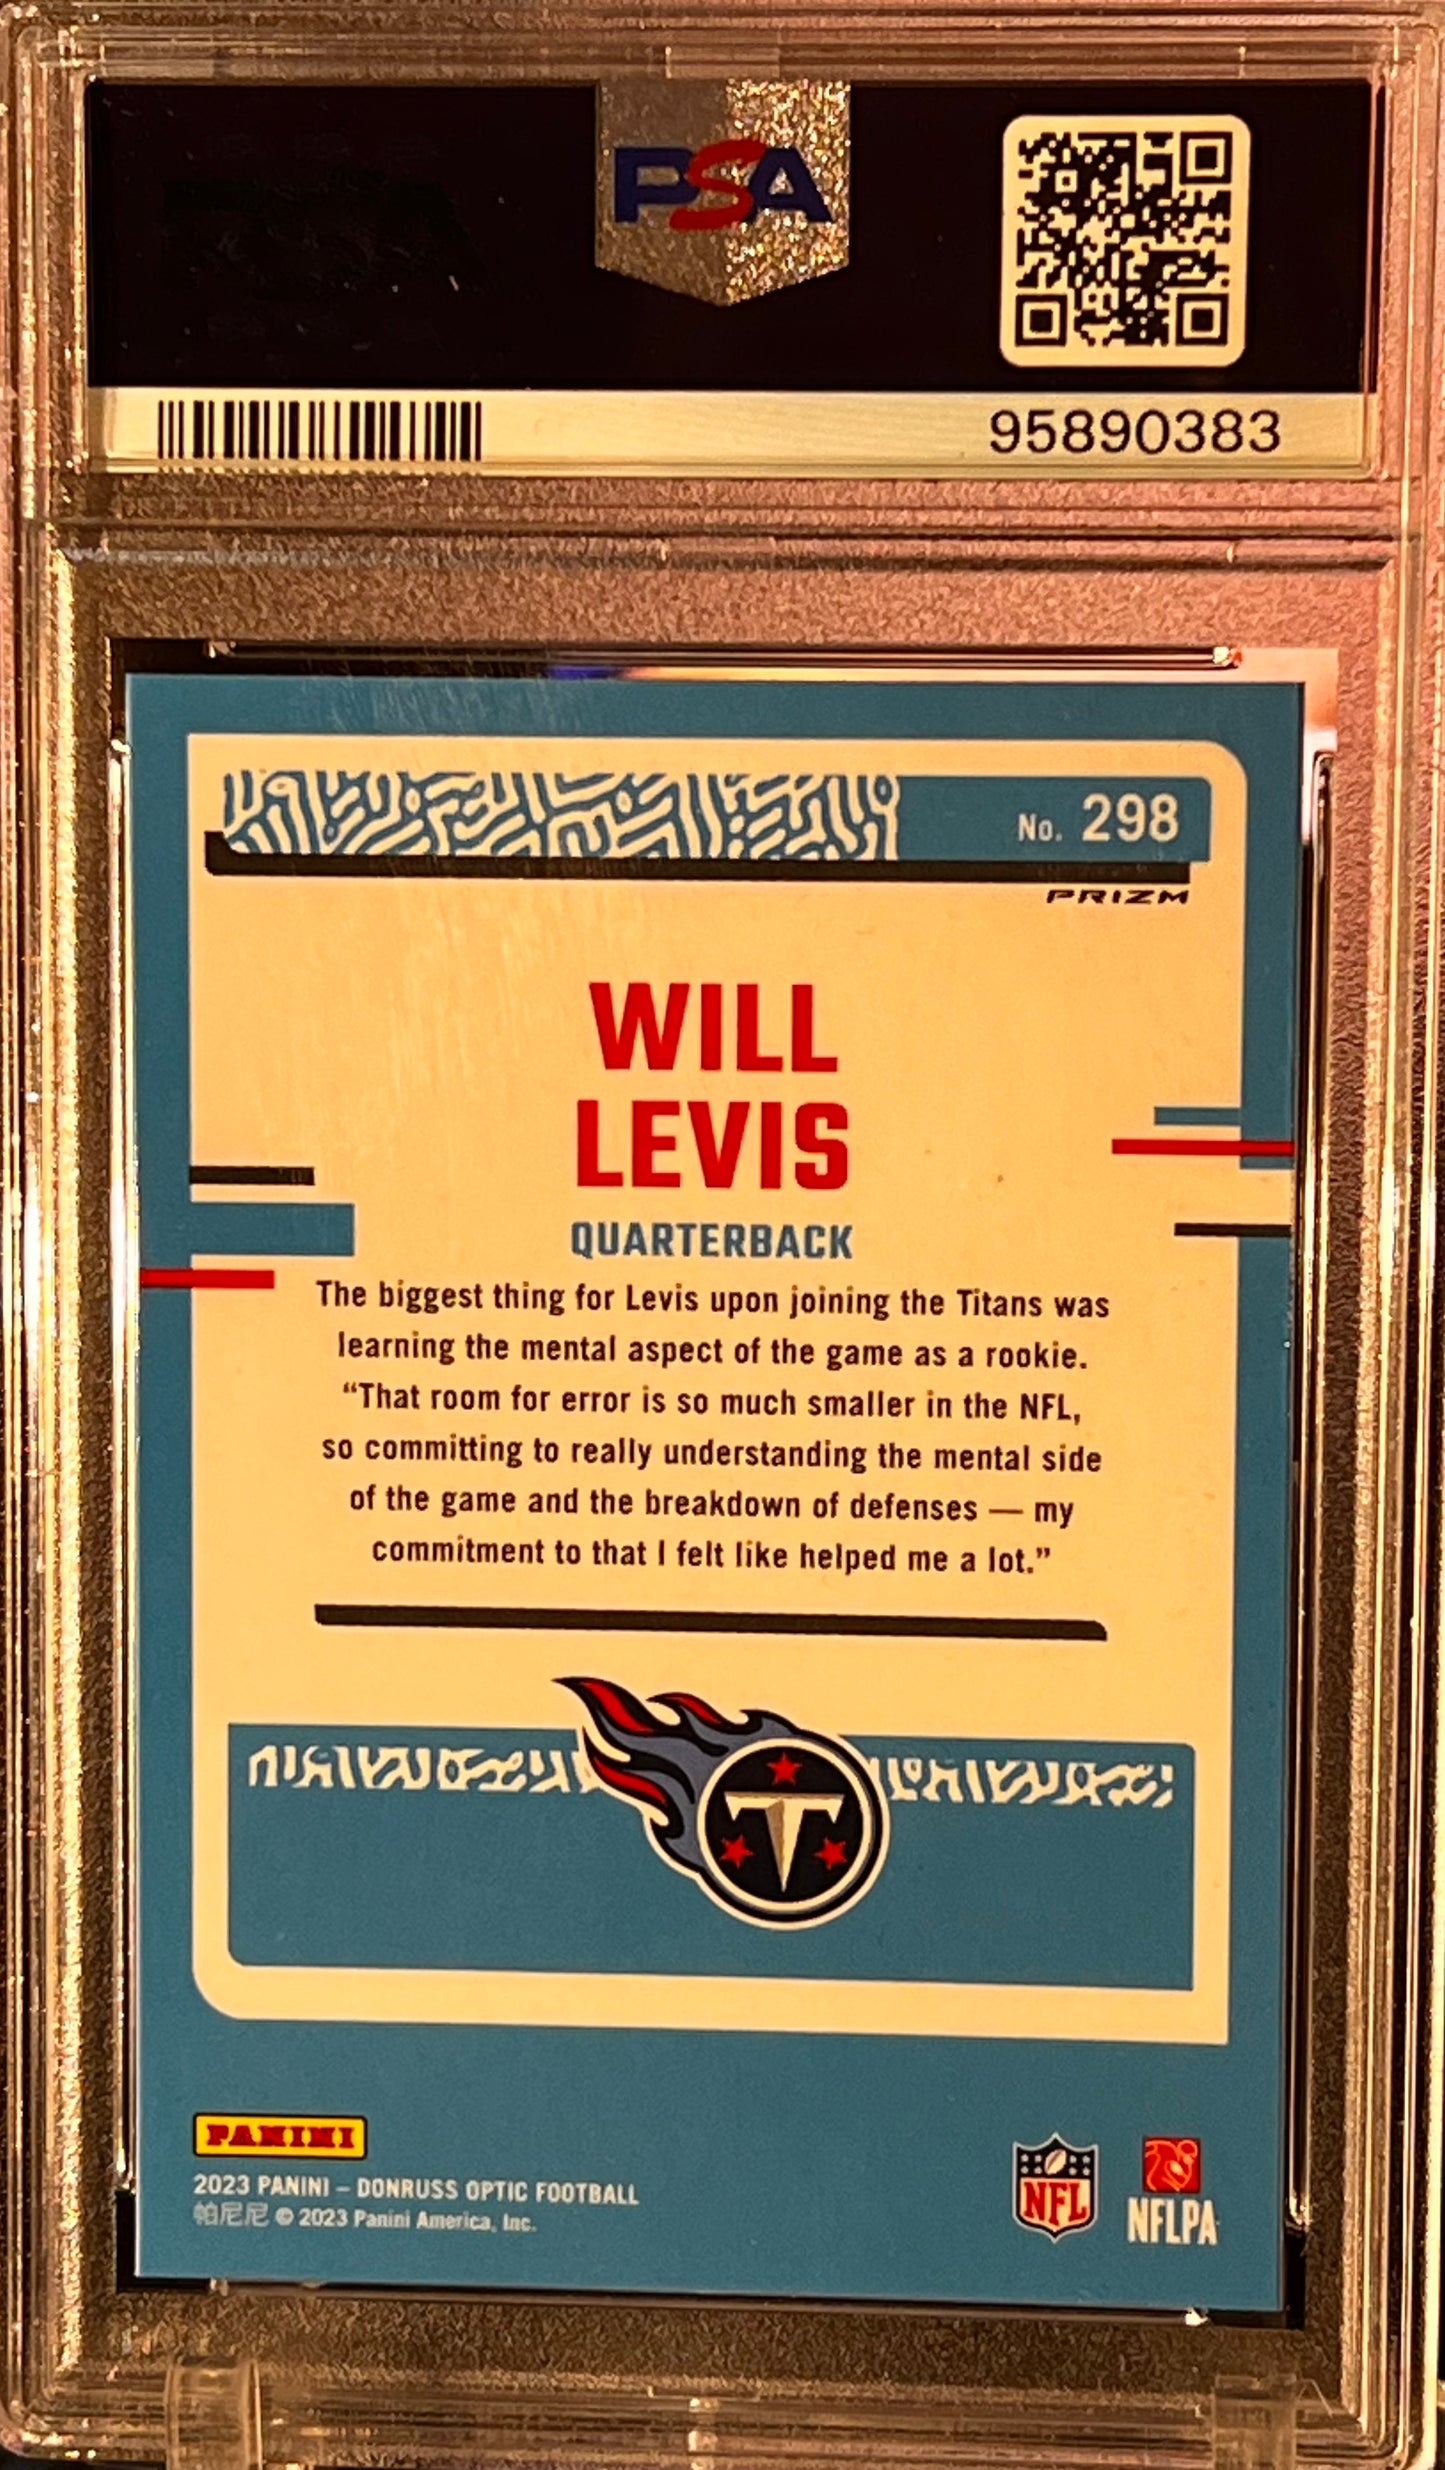 PSA
95890383
No. 298
PRIZM
WILL
LEVIS
QUARTERBACK
The biggest thing for Levis upon joining the Titans was
learning the mental aspect of the game as a rookie.
“That room for error is so much smaller in the NFL,
so committing to really understanding the mental side
of the game and the breakdown of defenses — my
commitment to that I felt like helped me a lot.”
T
PANINI
2023 PANINI – DONRUSS OPTIC FOOTBALL
帕尼尼 © 2023 Panini America, Inc.
NFL
NFLPA